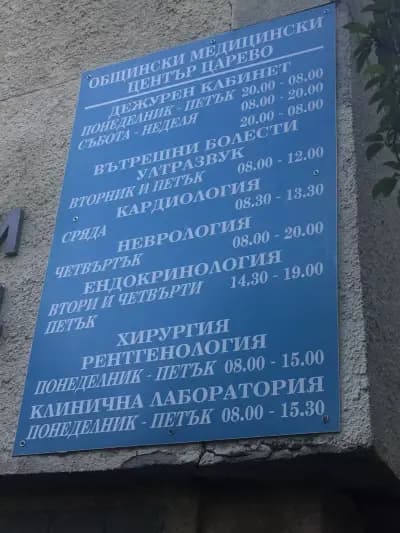 ОБЩИНСКИ МЕДИЦИНСКИ
ЦЕНТЪР ЦАРЕВО
ДЕЖУРЕН КАБИНЕТ
ПОНЕДЕЛНИК - ПЕТЪК 20.00 - 08.00
СЪБОТА - НЕДЕЛЯ 08.00 - 20.00
20.00 - 08.00
ВЪТРЕШНИ БОЛЕСТИ
УЛТРАЗВУК
ВТОРНИК И ПЕТЪК 08.00 - 12.00
КАРДИОЛОГИЯ
СРЯДА 08.30 - 13.30
НЕВРОЛОГИЯ
ЧЕТВЪРТЪК 08.00 - 20.00
ЕНДОКРИНОЛОГИЯ
ВТОРИ И ЧЕТВЪРТИ 14.30 - 19.00
ПЕТЪК
ХИРУРГИЯ
РЕНТГЕНОЛОГИЯ
ПОНЕДЕЛНИК - ПЕТЪК 08.00 - 15.00
КЛИНИЧНА ЛАБОРАТОРИЯ
ПОНЕДЕЛНИК - ПЕТЪК 08.00 - 15.30